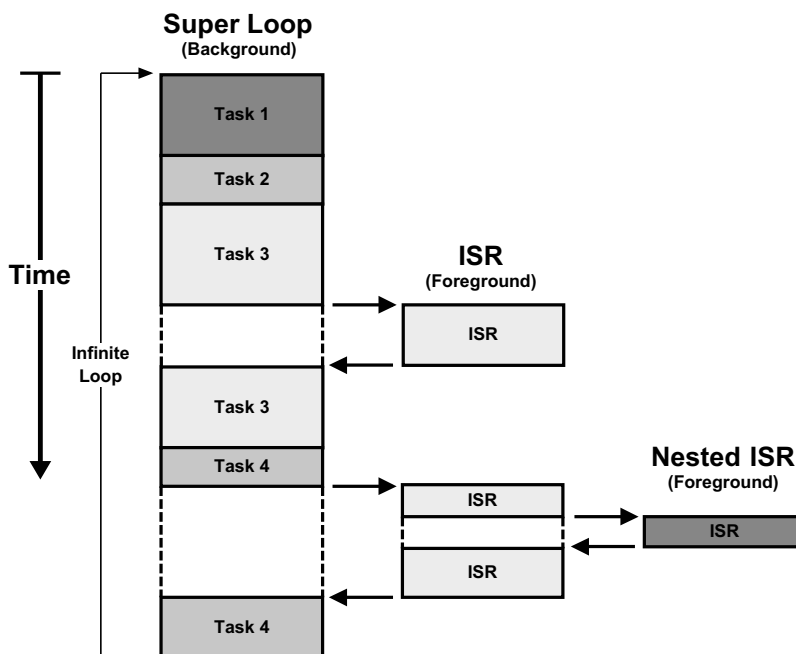 Super Loop
(Background)
Task 1
Task 2
Task 3
Time
ISR
(Foreground)
ISR
Infinite
Loop
Task 3
Task 4
Nested ISR
(Foreground)
ISR
ISR
ISR
Task 4